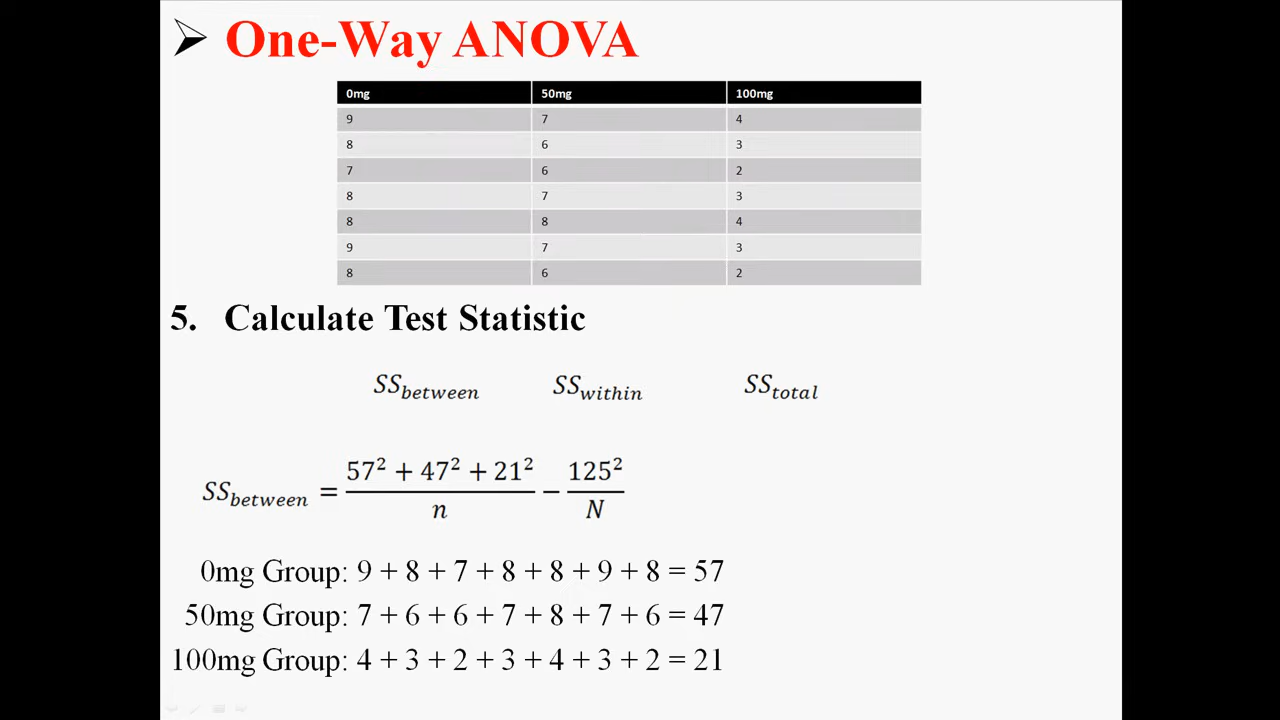 ➢ One-Way ANOVA
0mg 50mg 100mg
9 7 4
8 6 3
7 6 2
8 7 3
8 8 4
9 7 3
8 6 2
5. Calculate Test Statistic
SS_between SS_within SS_total
SS_between = (57² + 47² + 21²)/n − 125²/N
0mg Group: 9 + 8 + 7 + 8 + 8 + 9 + 8 = 57
50mg Group: 7 + 6 + 6 + 7 + 8 + 7 + 6 = 47
100mg Group: 4 + 3 + 2 + 3 + 4 + 3 + 2 = 21